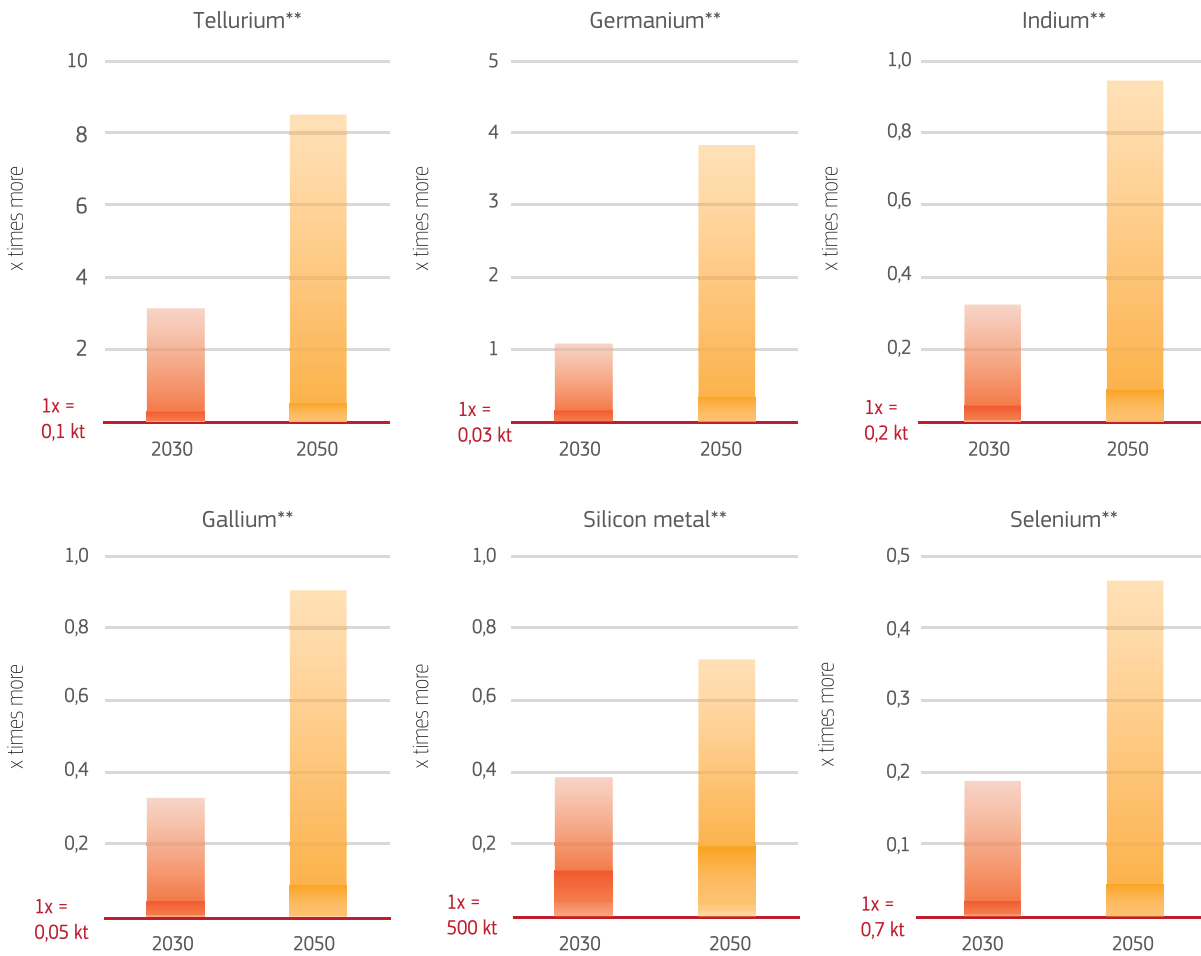 Tellurium**
10
8
6
4
2
x times more
1x =
0,1 kt
2030
2050
Germanium**
5
4
3
2
1
x times more
1x =
0,03 kt
2030
2050
Indium**
1,0
0,8
0,6
0,4
0,2
x times more
1x =
0,2 kt
2030
2050
Gallium**
1,0
0,8
0,6
0,4
0,2
x times more
1x =
0,05 kt
2030
2050
Silicon metal**
1,0
0,8
0,6
0,4
0,2
x times more
1x =
500 kt
2030
2050
Selenium**
0,5
0,4
0,3
0,2
0,1
x times more
1x =
0,7 kt
2030
2050